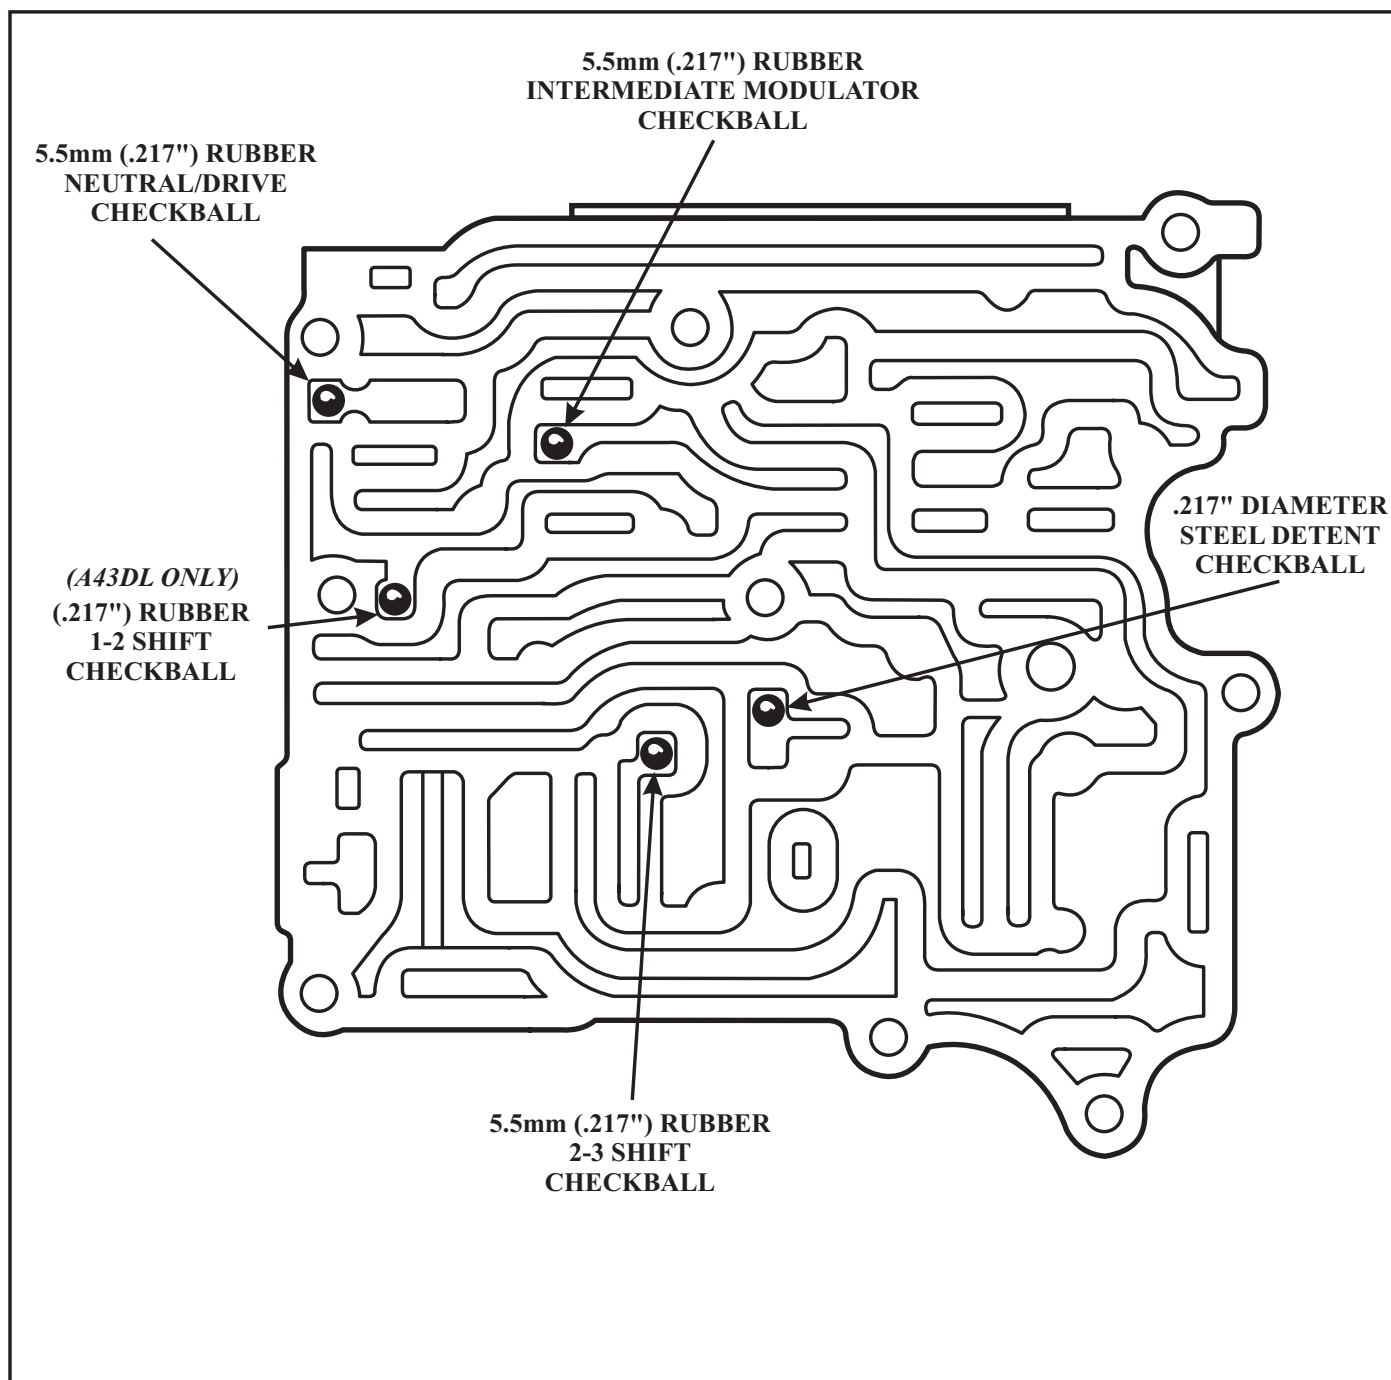 5.5mm (.217") RUBBER
INTERMEDIATE MODULATOR
CHECKBALL
5.5mm (.217") RUBBER
NEUTRAL/DRIVE
CHECKBALL
.217" DIAMETER
STEEL DETENT
CHECKBALL
(A43DL ONLY)
(.217") RUBBER
1-2 SHIFT
CHECKBALL
5.5mm (.217") RUBBER
2-3 SHIFT
CHECKBALL